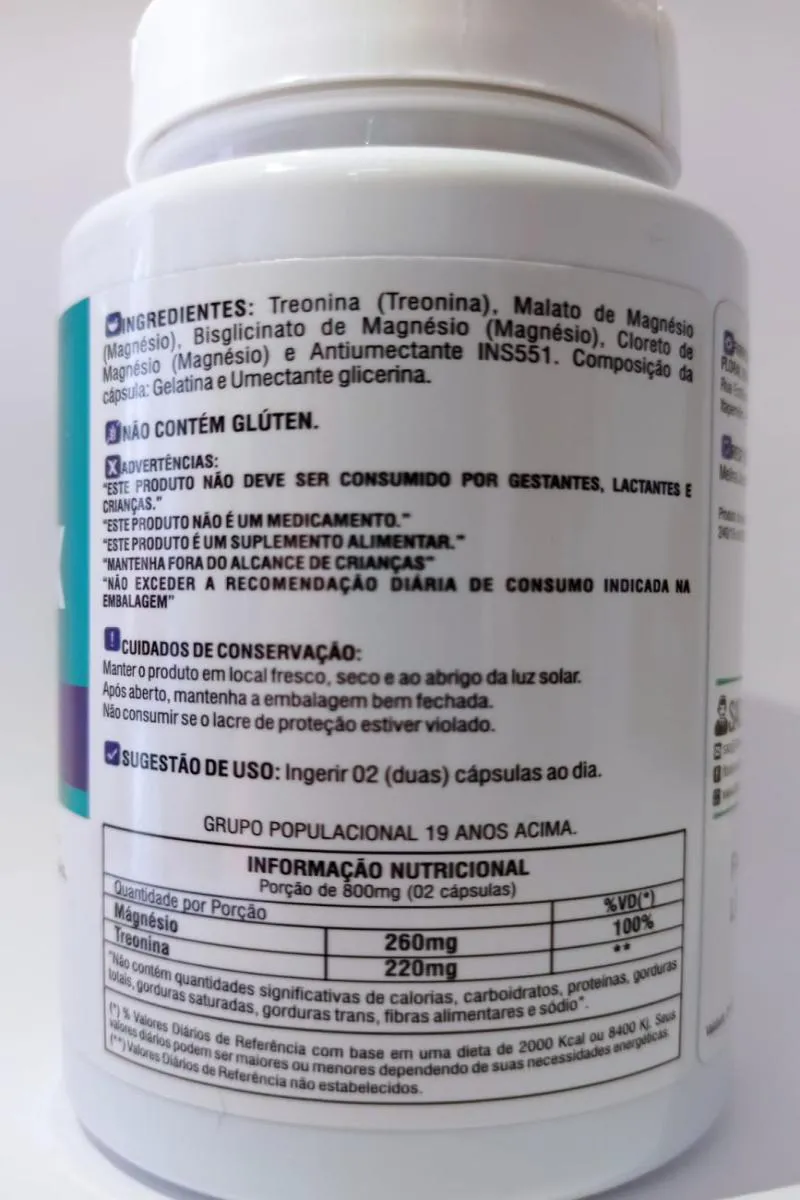 INGREDIENTES: Treonina (Treonina), Malato de Magnésio
(Magnésio), Bisglicinato de Magnésio (Magnésio), Cloreto de
Magnésio (Magnésio) e Antiumectante INS551. Composição da
cápsula: Gelatina e Umectante glicerina.
NÃO CONTÉM GLÚTEN.
ADVERTÊNCIAS:
"ESTE PRODUTO NÃO DEVE SER CONSUMIDO POR GESTANTES, LACTANTES E
CRIANÇAS."
"ESTE PRODUTO NÃO É UM MEDICAMENTO."
"ESTE PRODUTO É UM SUPLEMENTO ALIMENTAR."
"MANTENHA FORA DO ALCANCE DE CRIANÇAS"
"NÃO EXCEDER A RECOMENDAÇÃO DIÁRIA DE CONSUMO INDICADA NA
EMBALAGEM"
CUIDADOS DE CONSERVAÇÃO:
Manter o produto em local fresco, seco e ao abrigo da luz solar.
Após aberto, mantenha a embalagem bem fechada.
Não consumir se o lacre de proteção estiver violado.
SUGESTÃO DE USO: Ingerir 02 (duas) cápsulas ao dia.
GRUPO POPULACIONAL 19 ANOS ACIMA.
INFORMAÇÃO NUTRICIONAL
Porção de 800mg (02 cápsulas)
Quantidade por Porção %VD(*)
Mágnésio 260mg 100%
Treonina 220mg **
"Não contém quantidades significativas de calorias, carboidratos, proteínas, gorduras
totais, gorduras saturadas, gorduras trans, fibras alimentares e sódio".
(*) % Valores Diários de Referência com base em uma dieta de 2000 Kcal ou 8400 Kj. Seus
valores diários podem ser maiores ou menores dependendo de suas necessidades energéticas.
(**) Valores Diários de Referência não estabelecidos.